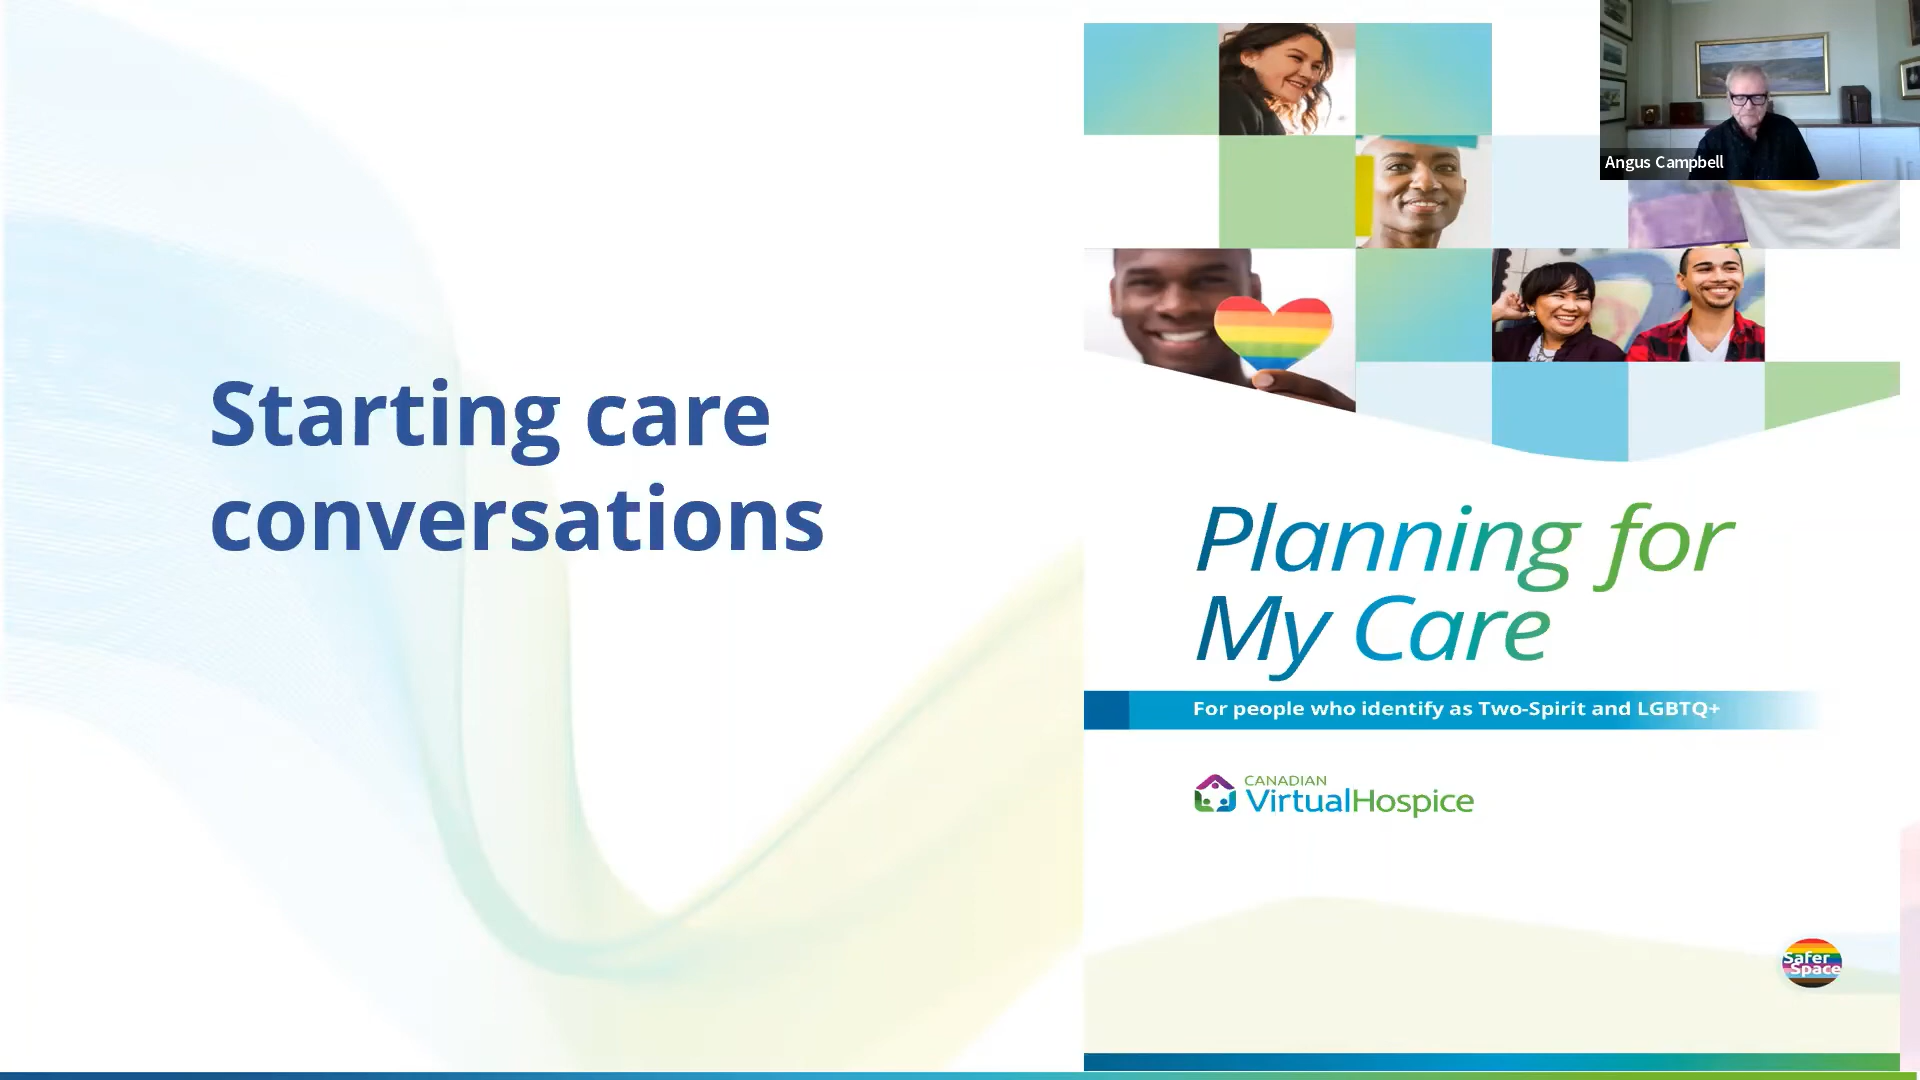 Starting care
conversations
Angus Campbell
Planning for
My Care
For people who identify as Two-Spirit and LGBTQ+
CANADIAN
VirtualHospice
Safer
Space